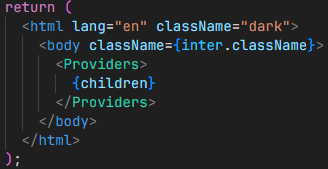 return (
<html lang="en" className="dark">
<body className={inter.className}>
<Providers>
{children}
</Providers>
</body>
</html>
);